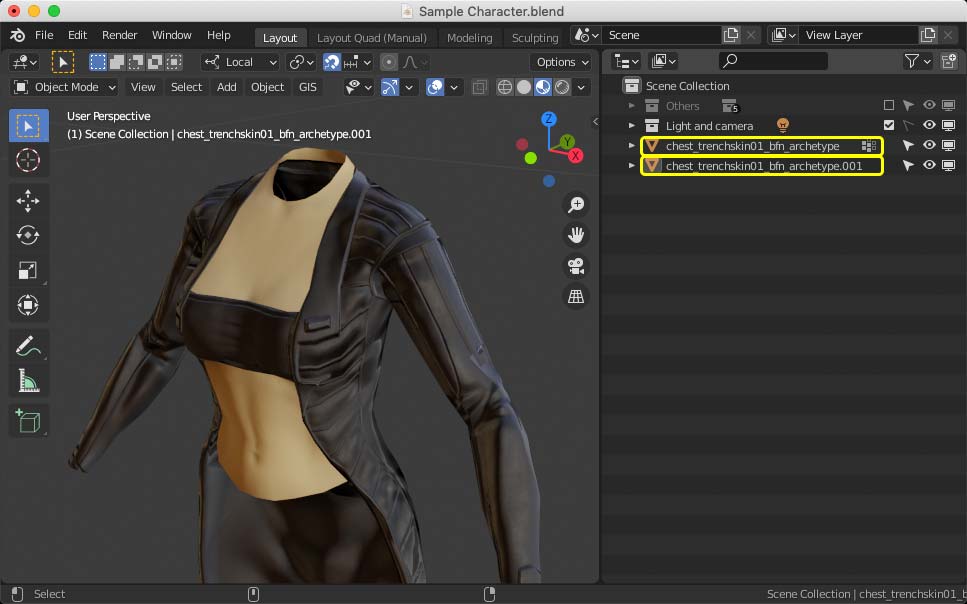 Sample Character.blend
File Edit Render Window Help Layout Layout Quad (Manual) Modeling Sculpting Scene View Layer
Local Options
Object Mode View Select Add Object GIS
User Perspective
(1) Scene Collection | chest_trenchskin01_bfn_archetype.001
Z
Y
X
Scene Collection
Others 5
Light and camera
chest_trenchskin01_bfn_archetype
chest_trenchskin01_bfn_archetype.001
Select Scene Collection | chest_trenchskin01_b